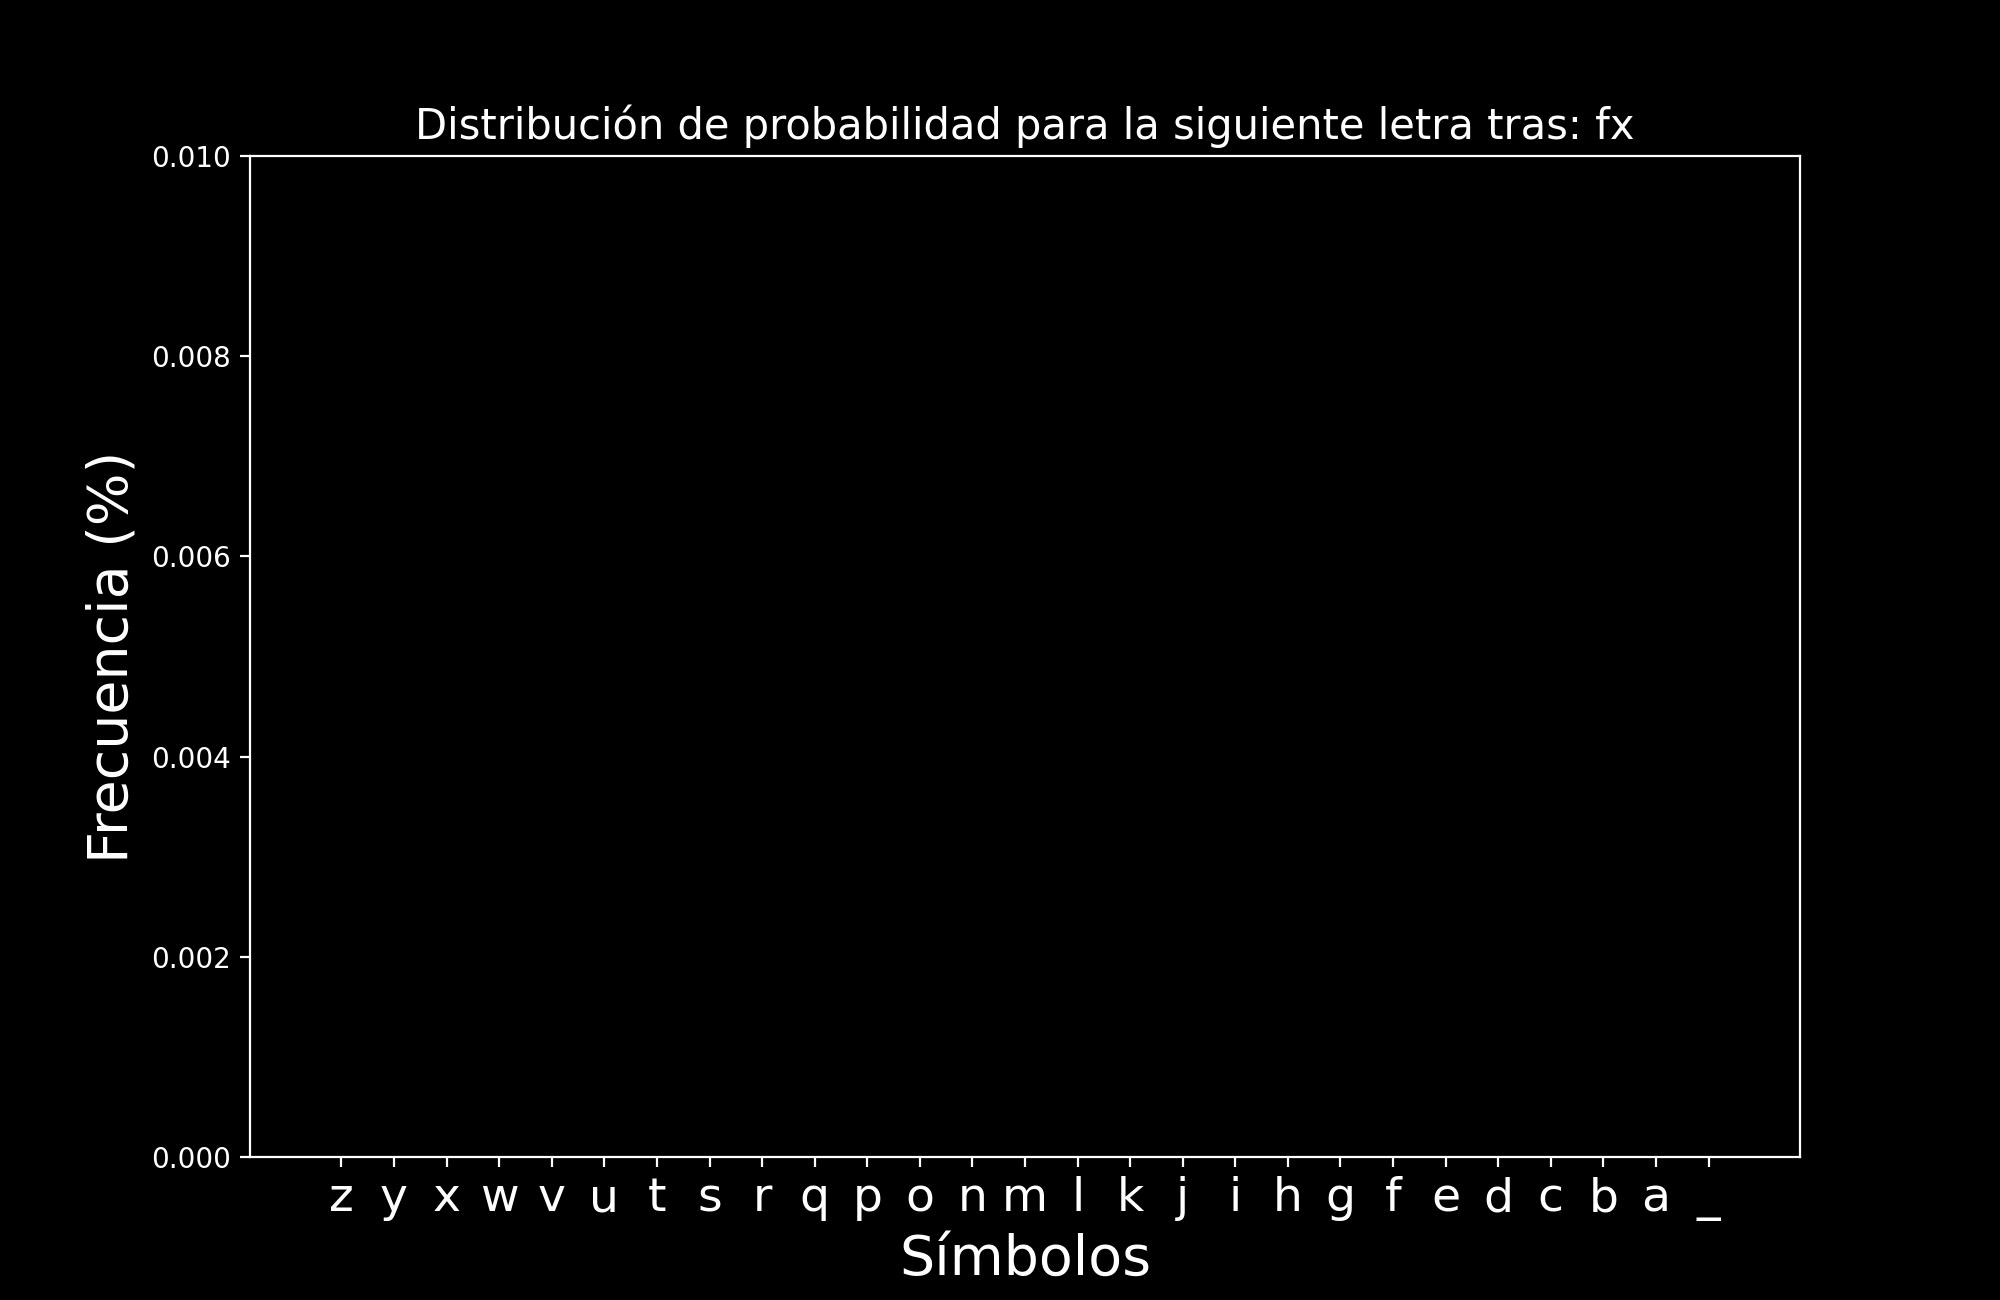 Distribución de probabilidad para la siguiente letra tras: fx
0.010
0.008
0.006
0.004
0.002
0.000
Frecuencia (%)
z y x w v u t s r q p o n m l k j i h g f e d c b a _
Símbolos